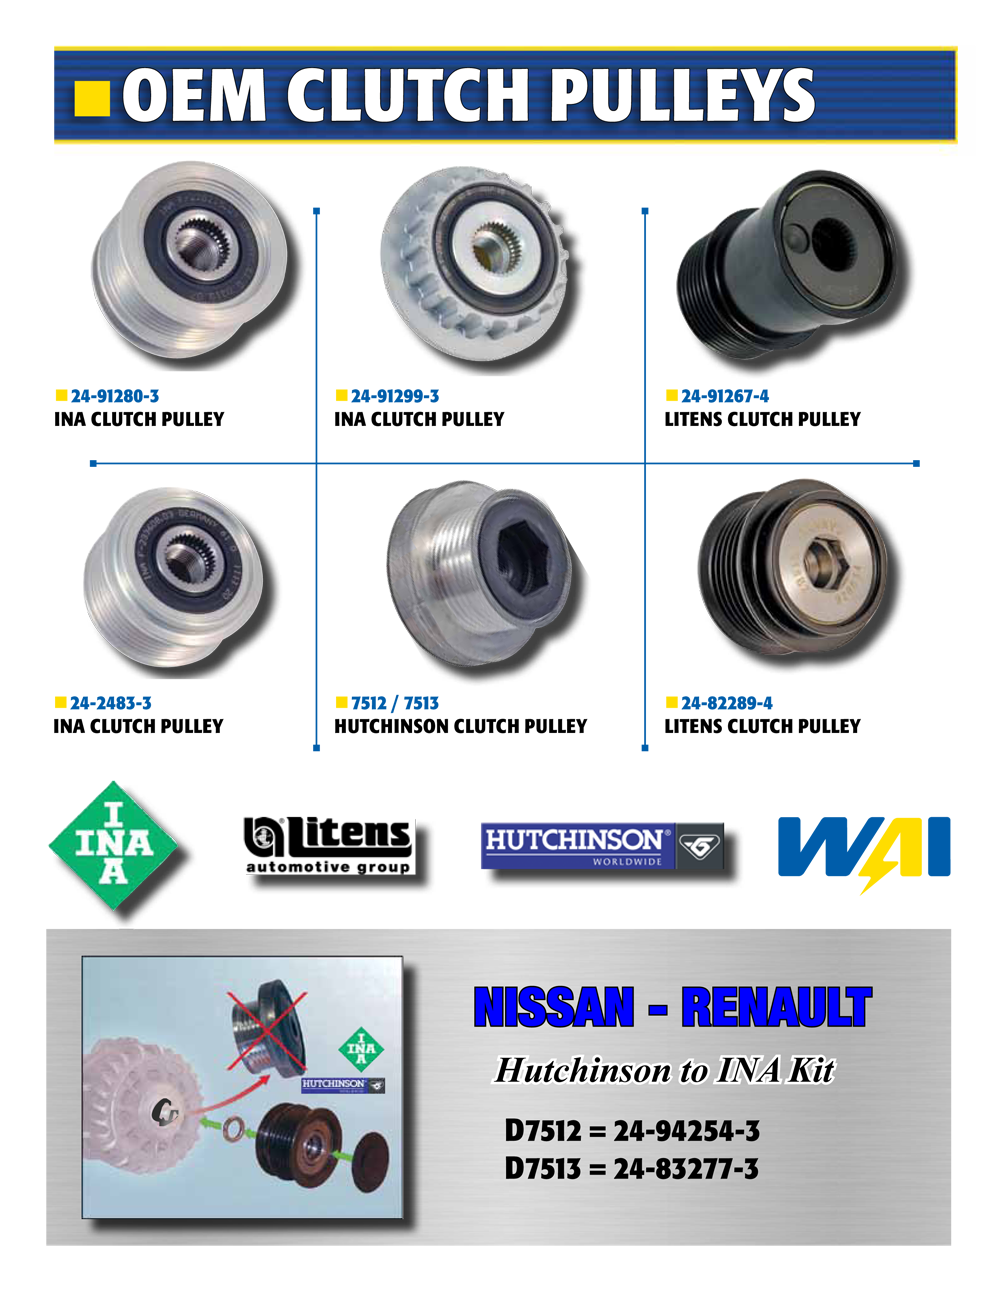 OEM CLUTCH PULLEYS
24-91280-3
INA CLUTCH PULLEY
24-91299-3
INA CLUTCH PULLEY
24-91267-4
LITENS CLUTCH PULLEY
24-2483-3
INA CLUTCH PULLEY
7512 / 7513
HUTCHINSON CLUTCH PULLEY
24-82289-4
LITENS CLUTCH PULLEY
INA
INA
Litens
automotive group
HUTCHINSON®
WORLDWIDE
WAI
NISSAN - RENAULT
Hutchinson to INA Kit
D7512 = 24-94254-3
D7513 = 24-83277-3
INA
INA
HUTCHINSON